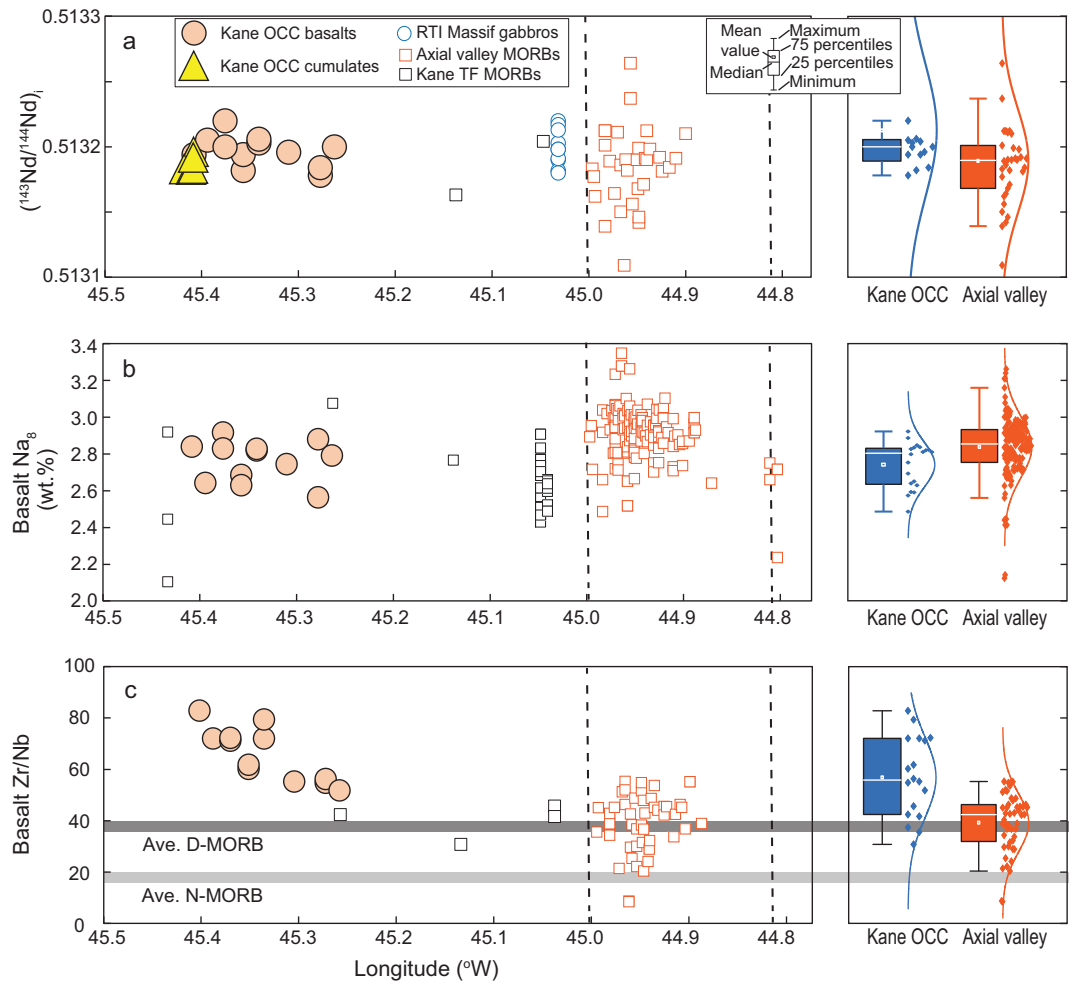 a
Kane OCC basalts
Kane OCC cumulates
RTI Massif gabbros
Axial valley MORBs
Kane TF MORBs
Mean value
Median
Maximum
75 percentiles
25 percentiles
Minimum
(¹⁴³Nd/¹⁴⁴Nd)ᵢ
0.5133
0.5132
0.5131
45.5 45.4 45.3 45.2 45.1 45.0 44.9 44.8
Kane OCC Axial valley
b
Basalt Na₈
(wt.%)
3.4
3.2
3.0
2.8
2.6
2.4
2.2
2.0
45.5 45.4 45.3 45.2 45.1 45.0 44.9 44.8
Kane OCC Axial valley
c
Basalt Zr/Nb
100
80
60
40
20
0
Ave. D-MORB
Ave. N-MORB
45.5 45.4 45.3 45.2 45.1 45.0 44.9 44.8
Kane OCC Axial valley
Longitude (°W)